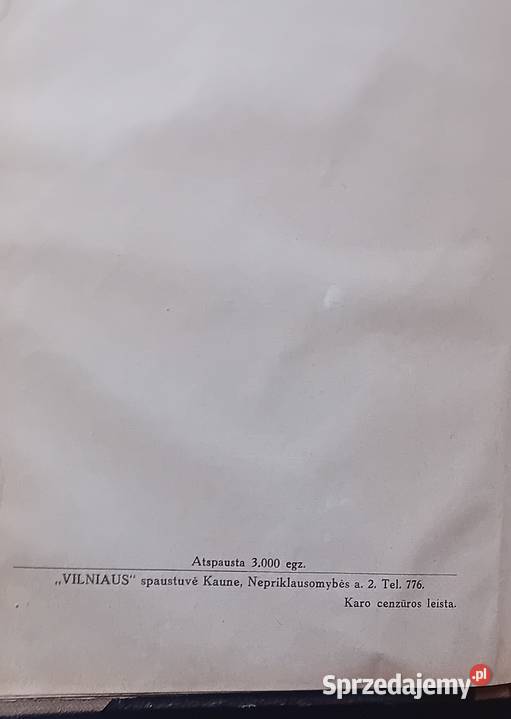 Atspausta 3.000 egz.
„VILNIAUS" spaustuvė Kaune, Nepriklausomybės a. 2. Tel. 776.
Karo cenzūros leista.
Sprzedajemy.pl